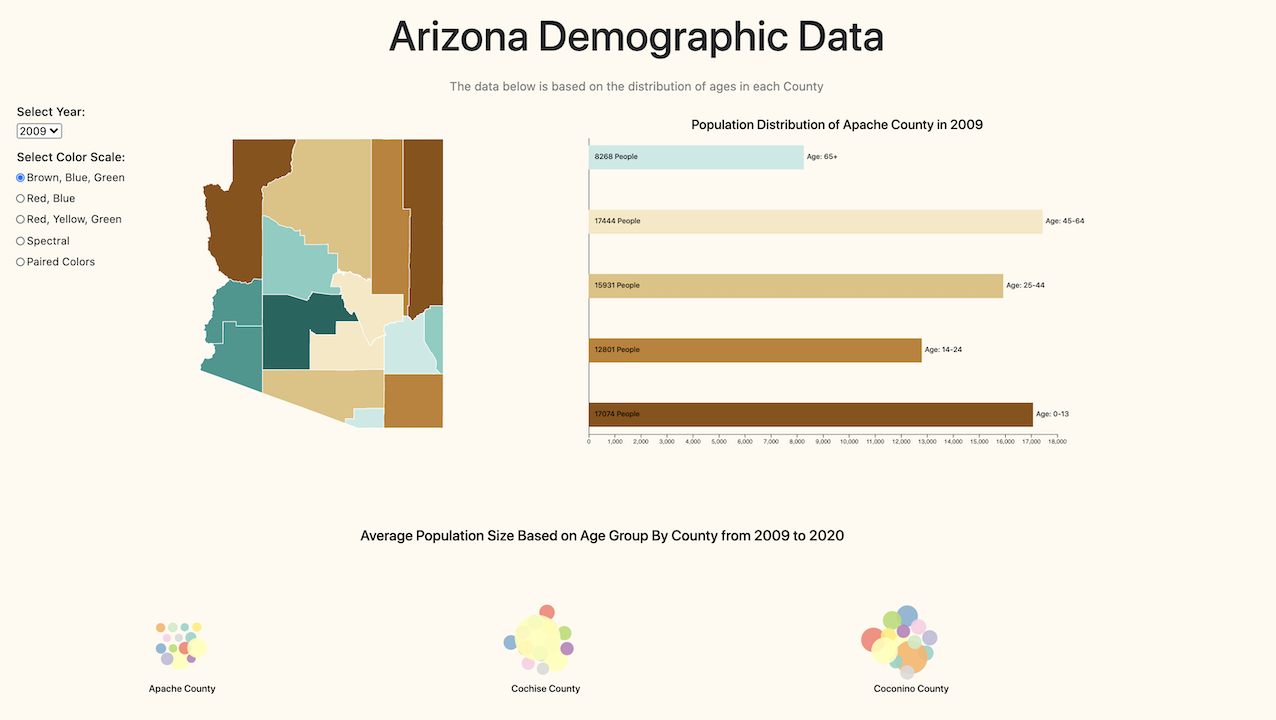 Arizona Demographic Data
The data below is based on the distribution of ages in each County
Select Year:
2009
Select Color Scale:
Brown, Blue, Green
Red, Blue
Red, Yellow, Green
Spectral
Paired Colors
Population Distribution of Apache County in 2009
8268 People Age: 65+
17444 People Age: 45-64
15931 People Age: 25-44
12801 People Age: 14-24
17074 People Age: 0-13
0 1,000 2,000 3,000 4,000 5,000 6,000 7,000 8,000 9,000 10,000 11,000 12,000 13,000 14,000 15,000 16,000 17,000 18,000
Average Population Size Based on Age Group By County from 2009 to 2020
Apache County Cochise County Coconino County